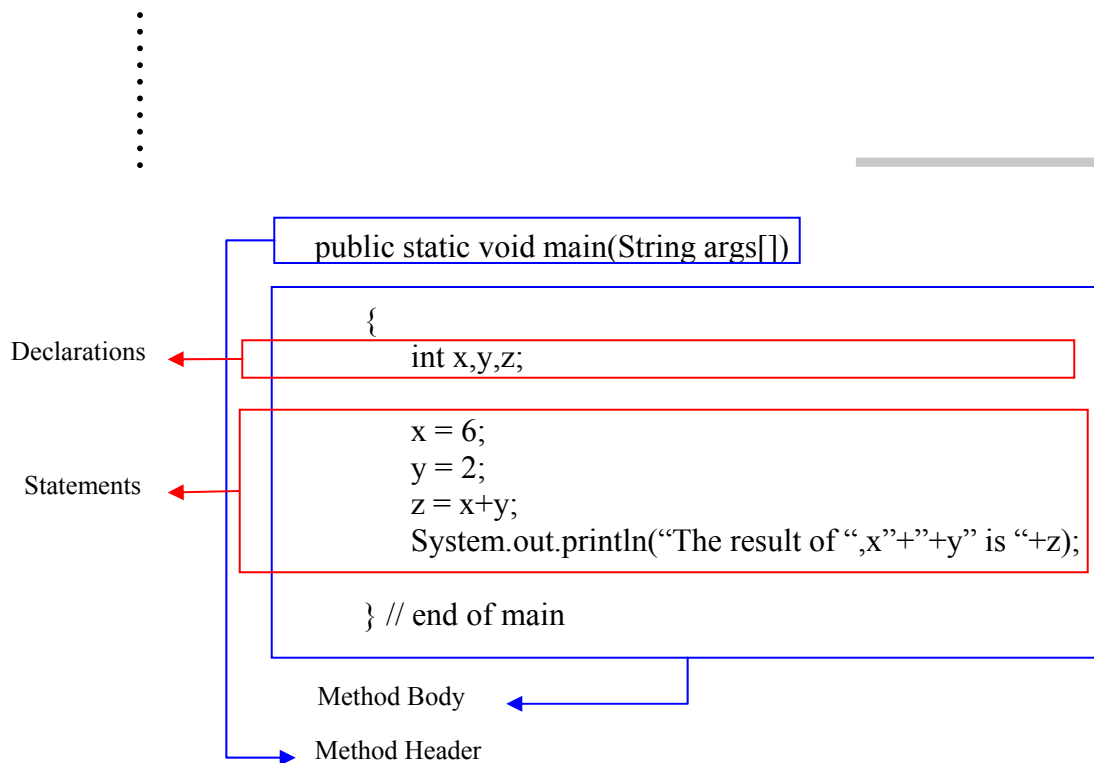 public static void main(String args[])
{
Declarations
int x,y,z;
x = 6;
y = 2;
Statements
z = x+y;
System.out.println(“The result of “,x”+”+y” is “+z);
} // end of main
Method Body
Method Header